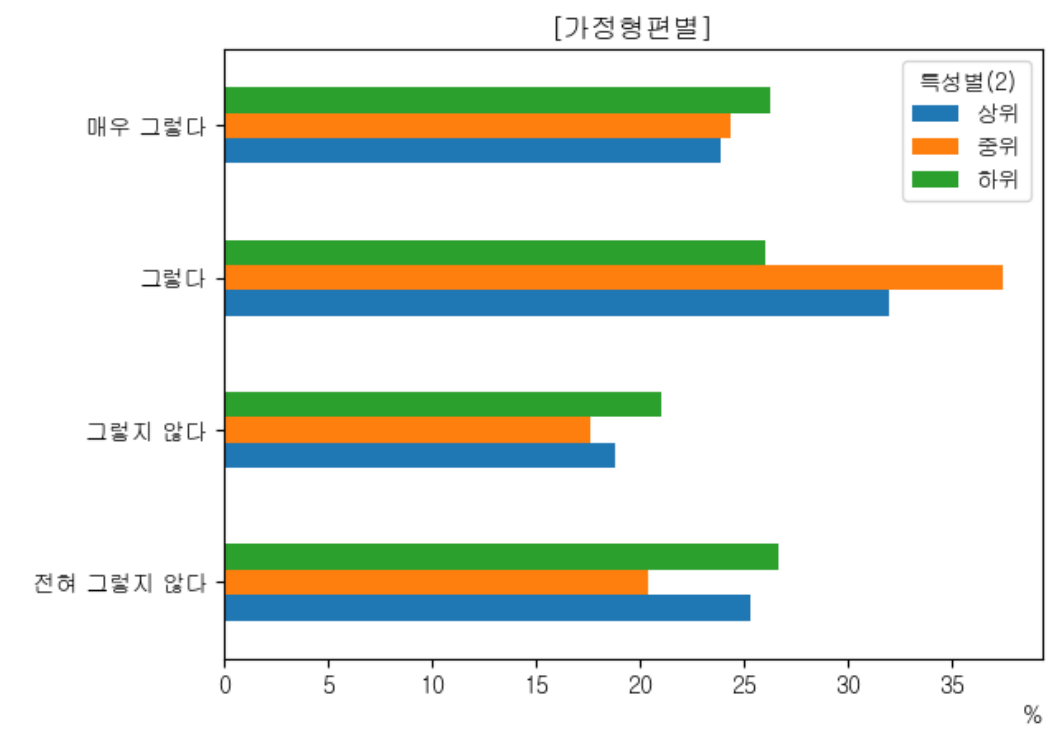 [가정형편별]
특성별(2)
상위
중위
하위
매우 그렇다
그렇다
그렇지 않다
전혀 그렇지 않다
0 5 10 15 20 25 30 35
%